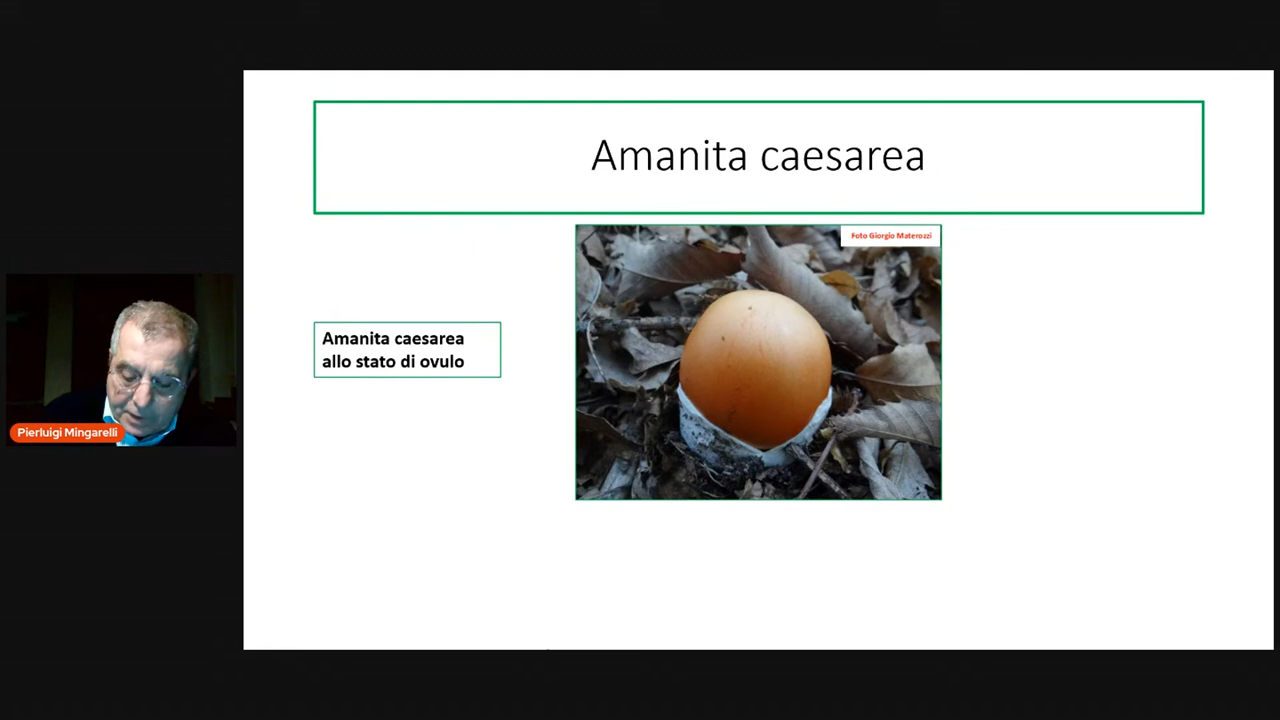 Amanita caesarea
Foto Giorgio Materozzi
Amanita caesarea
allo stato di ovulo
Pierluigi Mingarelli